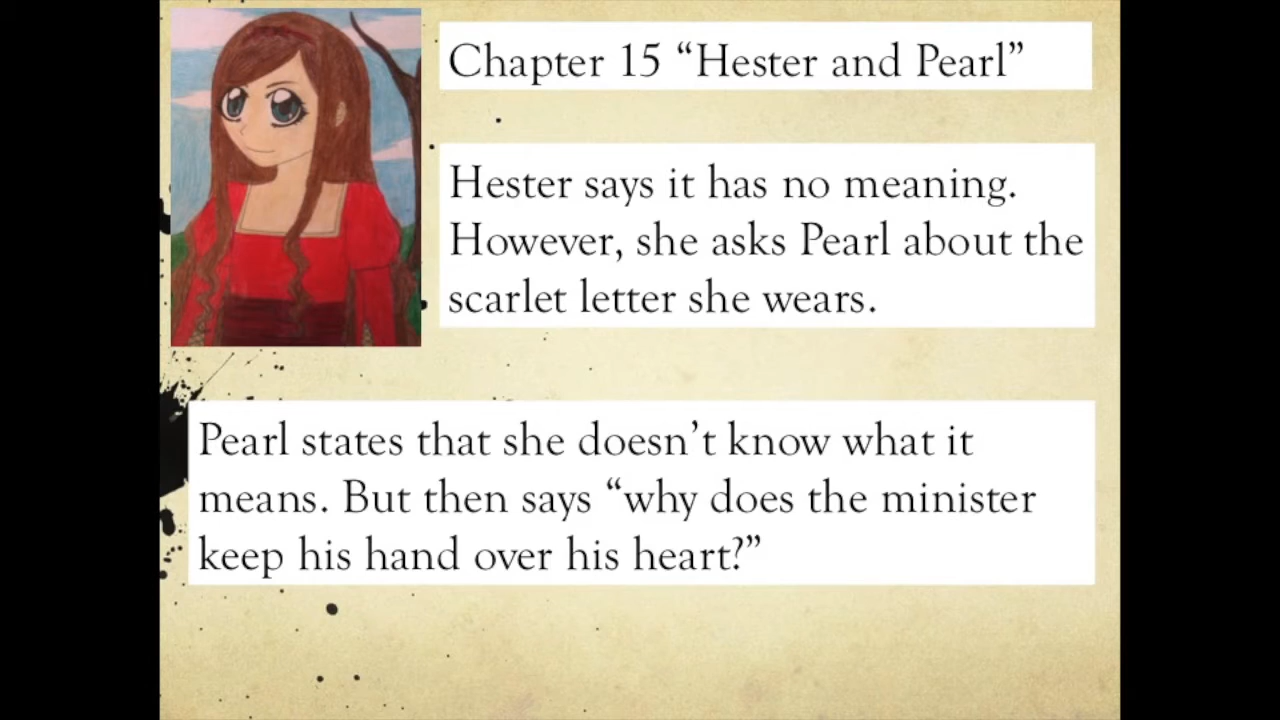 Chapter 15 “Hester and Pearl”
Hester says it has no meaning.
However, she asks Pearl about the
scarlet letter she wears.
Pearl states that she doesn’t know what it
means. But then says “why does the minister
keep his hand over his heart?”